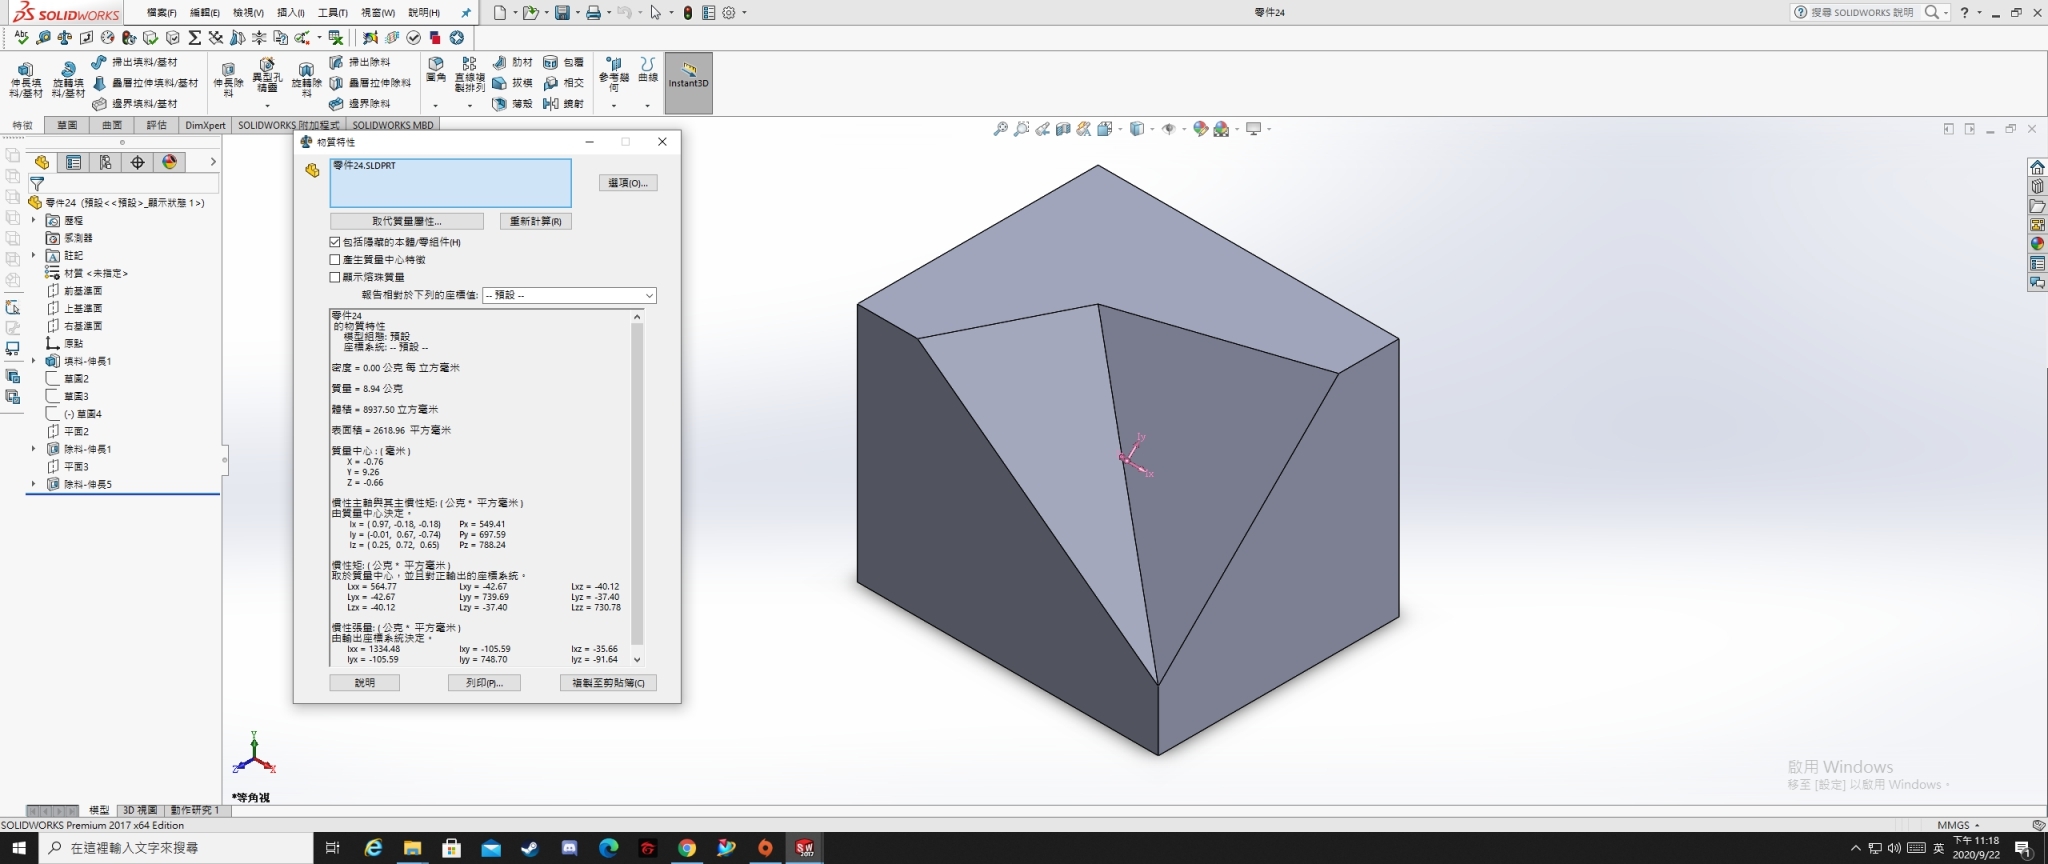 SOLIDWORKS 檔案(F) 編輯(E) 檢視(V) 插入(I) 工具(T) 視窗(W) 說明(H) 零件24 搜尋 SOLIDWORKS 說明
伸長填料/基材
旋轉填料/基材
掃出填料/基材
疊層拉伸填料/基材
邊界填料/基材
伸長除料
異型孔精靈
旋轉除料
掃出除料
疊層拉伸除料
邊界除料
圓角
直線複製排列
肋材
拔模
薄殼
包覆
相交
鏡射
參考幾何
曲線
Instant3D
特徵 草圖 曲面 評估 DimXpert SOLIDWORKS 附加程式 SOLIDWORKS MBD
零件24 (預設<<預設>_顯示狀態 1>)
歷程
感測器
註記
材質 <未指定>
前基準面
上基準面
右基準面
原點
填料-伸長1
草圖2
草圖3
(-) 草圖4
平面2
除料-伸長1
平面3
除料-伸長5
物質特性
零件24.SLDPRT
選項(O)...
取代質量屬性... 重新計算(R)
包括隱藏的本體/零組件(H)
產生質量中心特徵
顯示熔珠質量
報告相對於下列的座標值: -- 預設 --
零件24
的物質特性
模型組態: 預設
座標系統: -- 預設 --
密度 = 0.00 公克 每 立方毫米
質量 = 8.94 公克
體積 = 8937.50 立方毫米
表面積 = 2618.96 平方毫米
質量中心 : ( 毫米 )
X = -0.76
Y = 9.26
Z = -0.66
慣性主軸與其主慣性矩: ( 公克 * 平方毫米 )
由質量中心決定。
Ix = ( 0.97, -0.18, -0.18) Px = 549.41
Iy = (-0.01, 0.67, -0.74) Py = 697.59
Iz = ( 0.25, 0.72, 0.65) Pz = 788.24
慣性矩: ( 公克 * 平方毫米 )
取於質量中心，並且對正輸出的座標系統。
Lxx = 564.77 Lxy = -42.67 Lxz = -40.12
Lyx = -42.67 Lyy = 739.69 Lyz = -37.40
Lzx = -40.12 Lzy = -37.40 Lzz = 730.78
慣性張量: ( 公克 * 平方毫米 )
由輸出座標系統決定。
Ixx = 1334.48 Ixy = -105.59 Ixz = -35.66
Iyx = -105.59 Iyy = 748.70 Iyz = -91.64
說明 列印(P)... 複製至剪貼簿(C)
Iy
Ix
Y
Z X
*等角視
啟用 Windows
移至 [設定] 以啟用 Windows。
模型 3D 視圖 動作研究 1
SOLIDWORKS Premium 2017 x64 Edition MMGS
在這裡輸入文字來搜尋
英
下午 11:18
2020/9/22